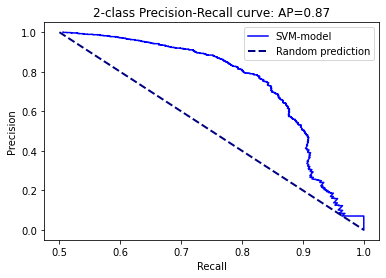 2-class Precision-Recall curve: AP=0.87
SVM-model
Random prediction
Precision
1.0
0.8
0.6
0.4
0.2
0.0
0.5 0.6 0.7 0.8 0.9 1.0
Recall